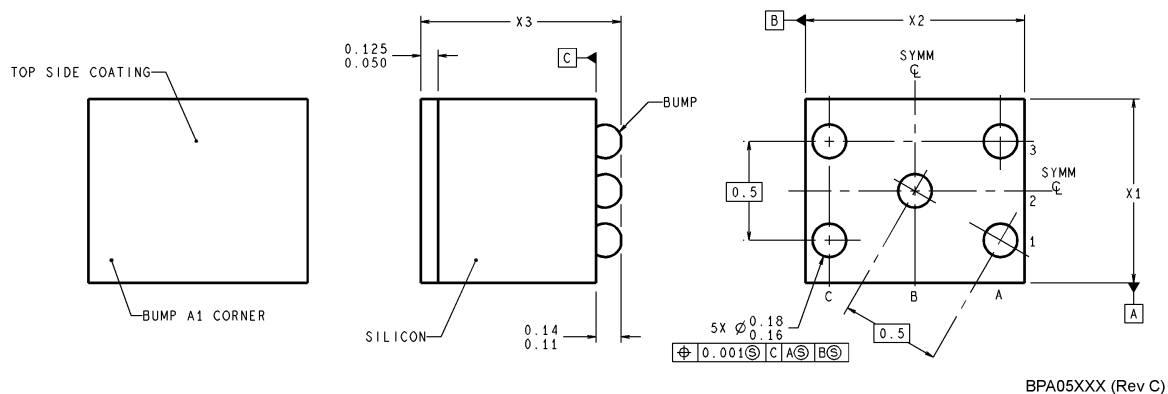 X3
B
X2
0.125
0.050
C
SYMM
CL
TOP SIDE COATING
BUMP
3
SYMM
CL
0.5
X1
2
1
BUMP A1 CORNER
C
B
A
SILICON
0.14
0.11
5X Ø 0.18
0.16
0.5
A
⌖ 0.001Ⓢ C AⓈ BⓈ
BPA05XXX (Rev C)